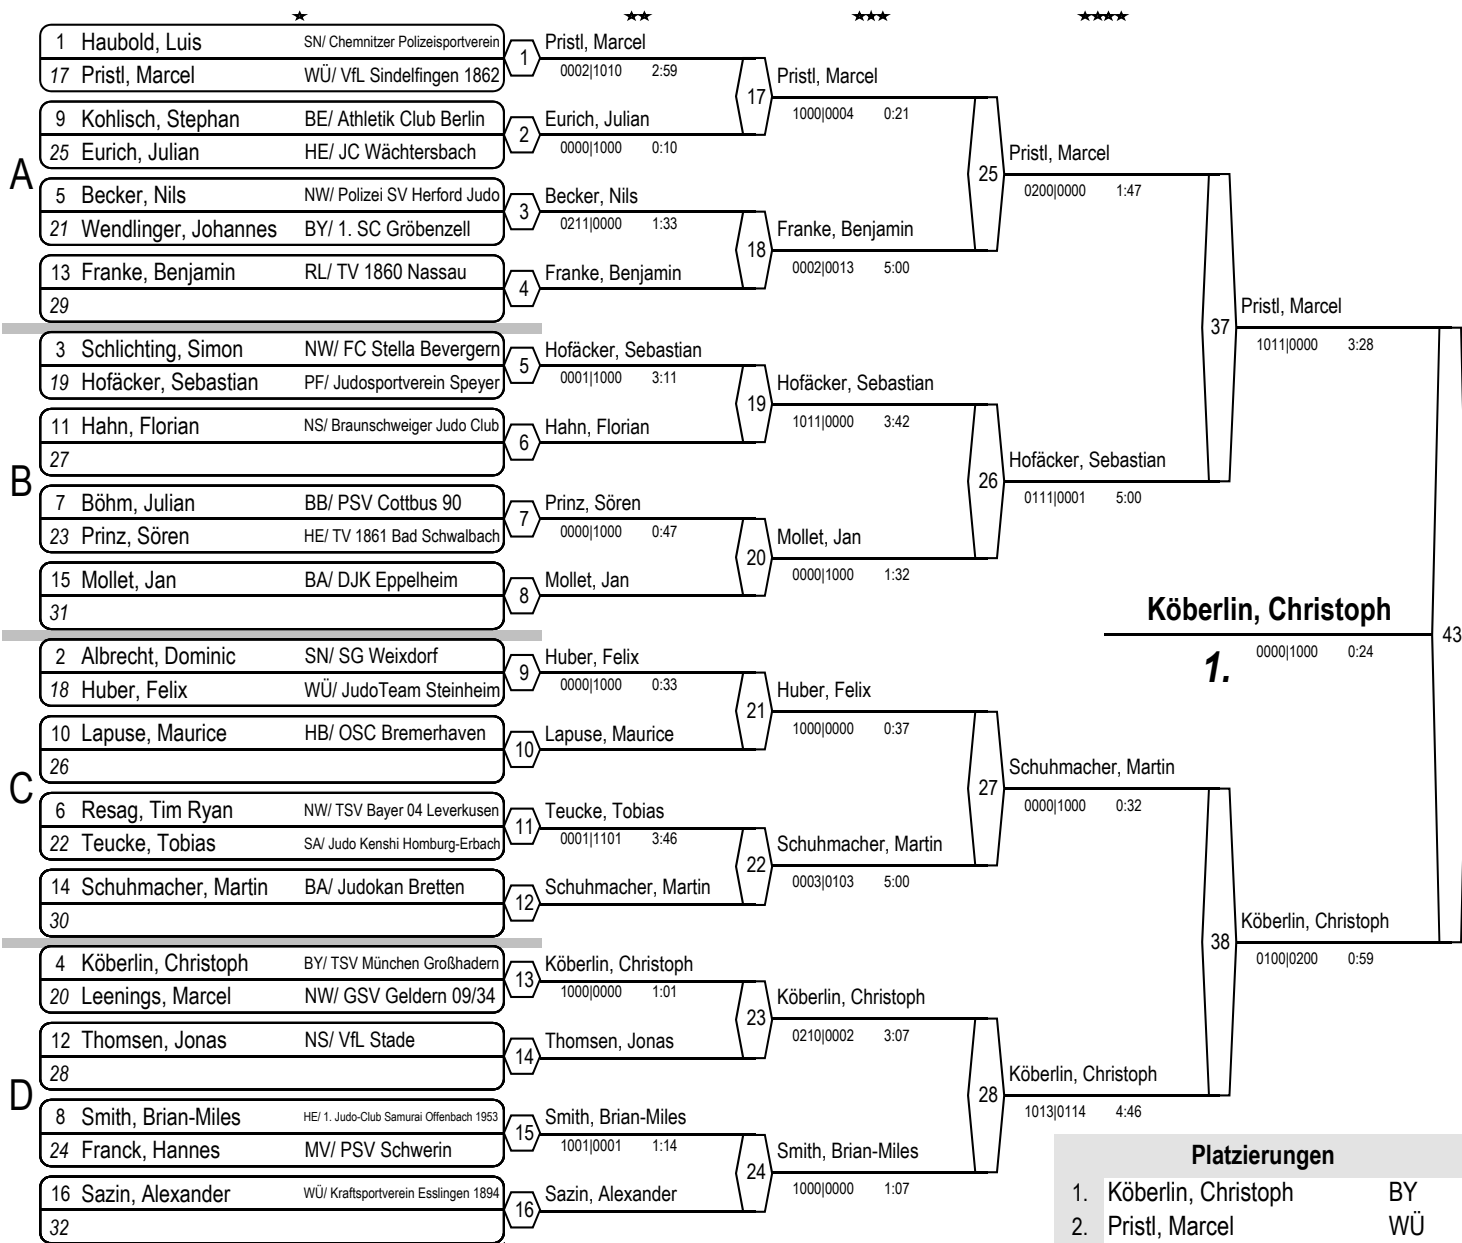 A
1 Haubold, Luis SN/ Chemnitzer Polizeisportverein
17 Pristl, Marcel WÜ/ VfL Sindelfingen 1862
9 Kohlisch, Stephan BE/ Athletik Club Berlin
25 Eurich, Julian HE/ JC Wächtersbach
5 Becker, Nils NW/ Polizei SV Herford Judo
21 Wendlinger, Johannes BY/ 1. SC Gröbenzell
13 Franke, Benjamin RL/ TV 1860 Nassau
29
B
3 Schlichting, Simon NW/ FC Stella Bevergern
19 Hofäcker, Sebastian PF/ Judosportverein Speyer
11 Hahn, Florian NS/ Braunschweiger Judo Club
27
7 Böhm, Julian BB/ PSV Cottbus 90
23 Prinz, Sören HE/ TV 1861 Bad Schwalbach
15 Mollet, Jan BA/ DJK Eppelheim
31
C
2 Albrecht, Dominic SN/ SG Weixdorf
18 Huber, Felix WÜ/ JudoTeam Steinheim
10 Lapuse, Maurice HB/ OSC Bremerhaven
26
6 Resag, Tim Ryan NW/ TSV Bayer 04 Leverkusen
22 Teucke, Tobias SA/ Judo Kenshi Homburg-Erbach
14 Schuhmacher, Martin BA/ Judokan Bretten
30
D
4 Köberlin, Christoph BY/ TSV München Großhadern
20 Leenings, Marcel NW/ GSV Geldern 09/34
12 Thomsen, Jonas NS/ VfL Stade
28
8 Smith, Brian-Miles HE/ 1. Judo-Club Samurai Offenbach 1953
24 Franck, Hannes MV/ PSV Schwerin
16 Sazin, Alexander WÜ/ Kraftsportverein Esslingen 1894
32
1 Pristl, Marcel
0002|1010 2:59
2 Eurich, Julian
0000|1000 0:10
3 Becker, Nils
0211|0000 1:33
4 Franke, Benjamin
5 Hofäcker, Sebastian
0001|1000 3:11
6 Hahn, Florian
7 Prinz, Sören
0000|1000 0:47
8 Mollet, Jan
9 Huber, Felix
0000|1000 0:33
10 Lapuse, Maurice
11 Teucke, Tobias
0001|1101 3:46
12 Schuhmacher, Martin
13 Köberlin, Christoph
1000|0000 1:01
14 Thomsen, Jonas
15 Smith, Brian-Miles
1001|0001 1:14
16 Sazin, Alexander
17 Pristl, Marcel
1000|0004 0:21
18 Franke, Benjamin
0002|0013 5:00
19 Hofäcker, Sebastian
1011|0000 3:42
20 Mollet, Jan
0000|1000 1:32
21 Huber, Felix
1000|0000 0:37
22 Schuhmacher, Martin
0003|0103 5:00
23 Köberlin, Christoph
0210|0002 3:07
24 Smith, Brian-Miles
1000|0000 1:07
25 Pristl, Marcel
0200|0000 1:47
26 Hofäcker, Sebastian
0111|0001 5:00
27 Schuhmacher, Martin
0000|1000 0:32
28 Köberlin, Christoph
1013|0114 4:46
37 Pristl, Marcel
1011|0000 3:28
38 Köberlin, Christoph
0100|0200 0:59
43 Köberlin, Christoph
1. 0000|1000 0:24
Platzierungen
1. Köberlin, Christoph BY
2. Pristl, Marcel WÜ